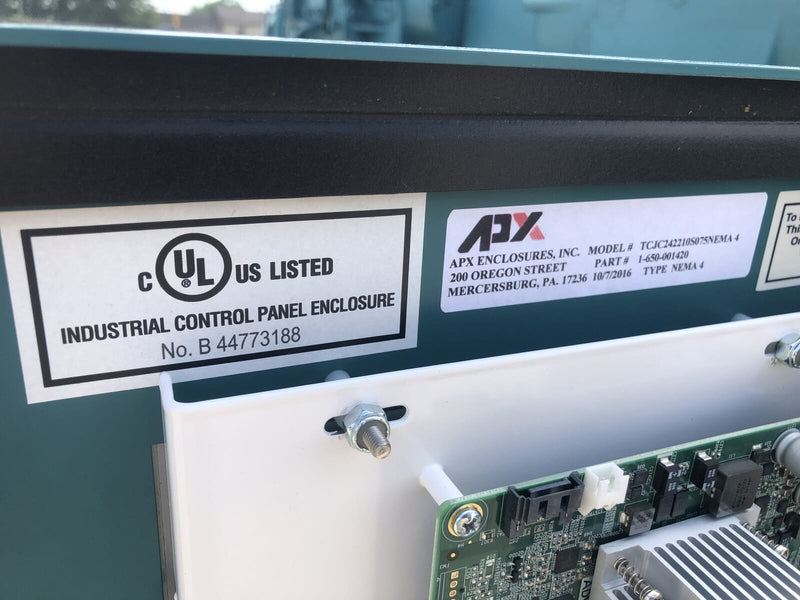 C UL US LISTED
®
INDUSTRIAL CONTROL PANEL ENCLOSURE
No. B 44773188
APX
APX ENCLOSURES, INC. MODEL # TCJC242210S075NEMA 4
200 OREGON STREET PART # 1-650-001420
MERCERSBURG, PA. 17236 10/7/2016 TYPE NEMA 4
To